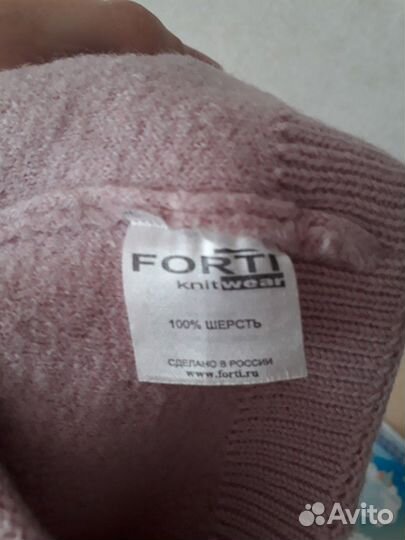 FORTI
knitwear
100% ШЕРСТЬ
СДЕЛАНО В РОССИИ
www.forti.ru
Avito